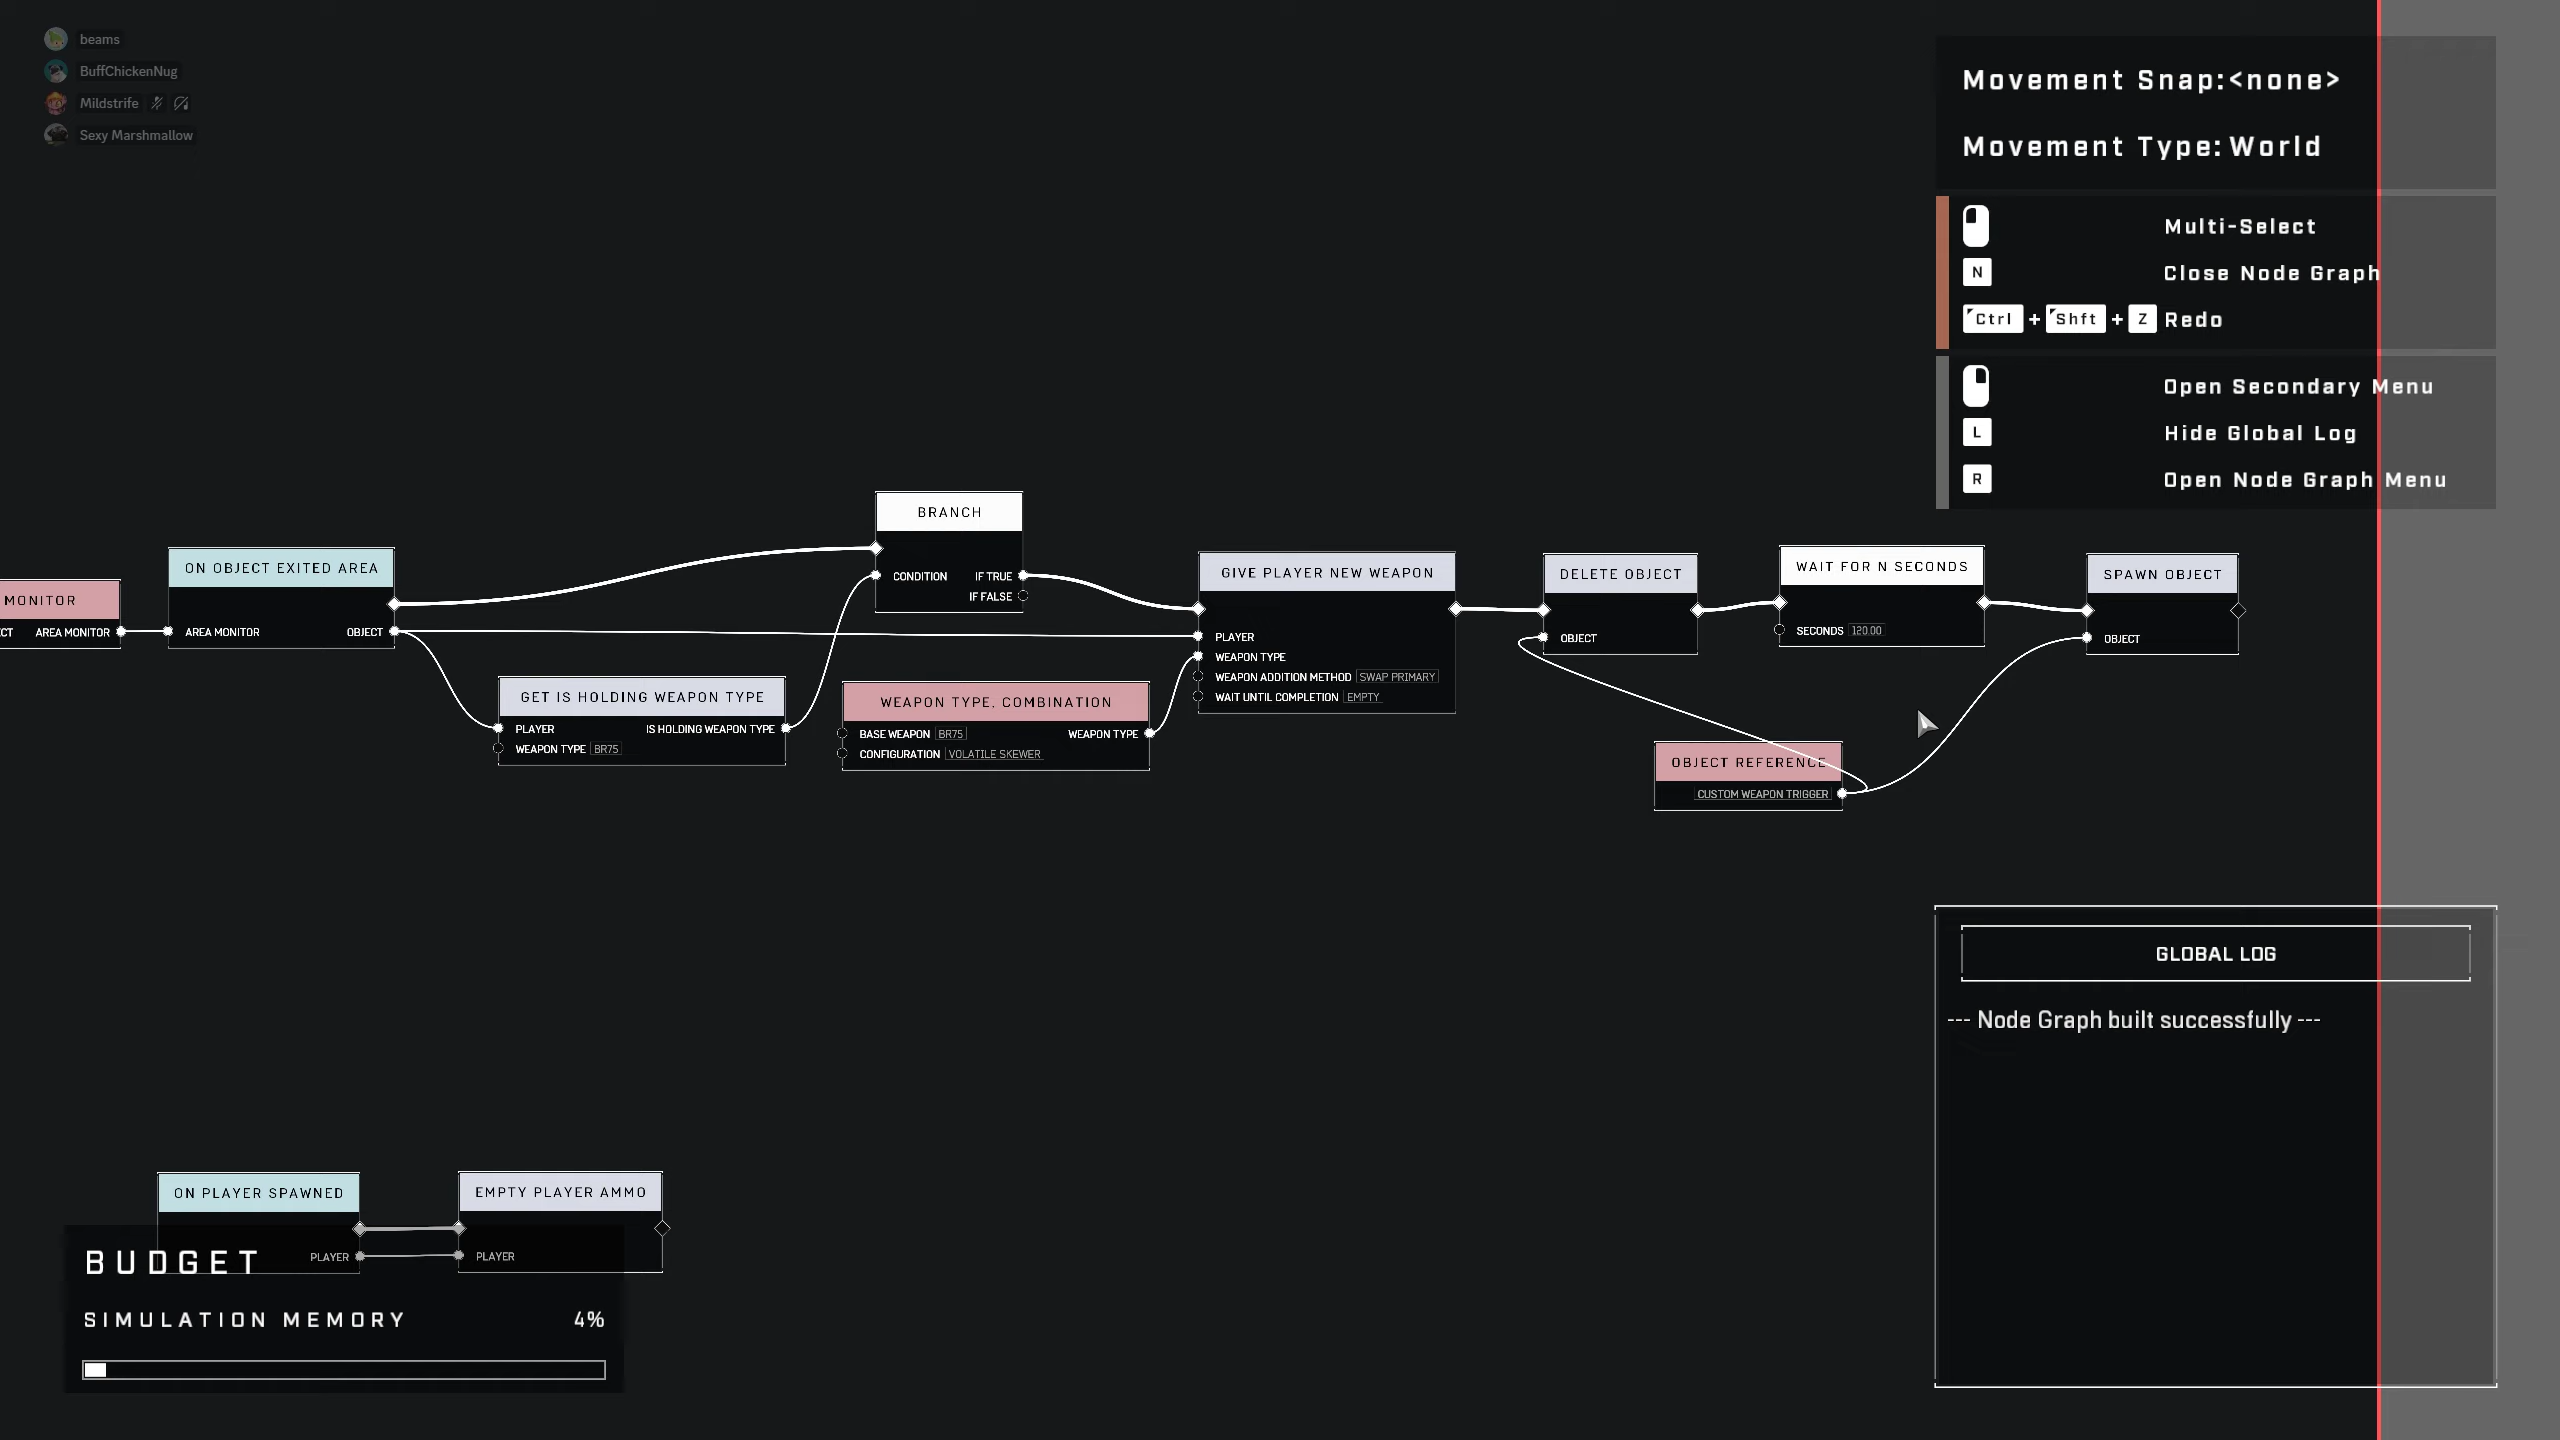 beams
BuffChickenNug
Mildstrife
Sexy Marshmallow
Movement Snap:<none>
Movement Type: World
Multi-Select
N Close Node Graph
Ctrl + Shft + Z Redo
Open Secondary Menu
L Hide Global Log
R Open Node Graph Menu
MONITOR
CT AREA MONITOR
ON OBJECT EXITED AREA
AREA MONITOR OBJECT
BRANCH
CONDITION IF TRUE
IF FALSE
GET IS HOLDING WEAPON TYPE
PLAYER IS HOLDING WEAPON TYPE
WEAPON TYPE BR75
WEAPON TYPE, COMBINATION
BASE WEAPON BR75 WEAPON TYPE
CONFIGURATION VOLATILE SKEWER
GIVE PLAYER NEW WEAPON
PLAYER
WEAPON TYPE
WEAPON ADDITION METHOD SWAP PRIMARY
WAIT UNTIL COMPLETION EMPTY
DELETE OBJECT
OBJECT
WAIT FOR N SECONDS
SECONDS 120.00
SPAWN OBJECT
OBJECT
OBJECT REFERENCE
CUSTOM WEAPON TRIGGER
GLOBAL LOG
--- Node Graph built successfully ---
ON PLAYER SPAWNED
PLAYER
EMPTY PLAYER AMMO
PLAYER
BUDGET
SIMULATION MEMORY 4%